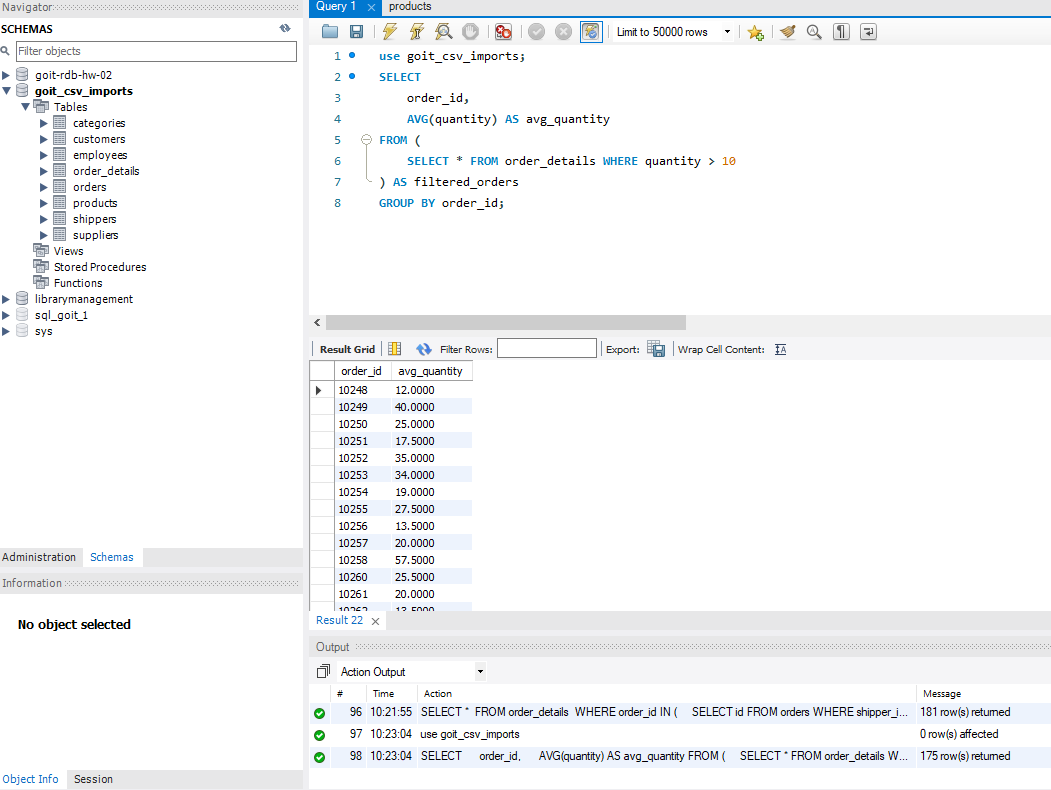 Navigator
SCHEMAS
Filter objects
goit-rdb-hw-02
goit_csv_imports
Tables
categories
customers
employees
order_details
orders
products
shippers
suppliers
Views
Stored Procedures
Functions
librarymanagement
sql_goit_1
sys
Administration Schemas
Information
No object selected
Object Info Session
Query 1 products
Limit to 50000 rows
1 use goit_csv_imports;
2 SELECT
3 order_id,
4 AVG(quantity) AS avg_quantity
5 FROM (
6 SELECT * FROM order_details WHERE quantity > 10
7 ) AS filtered_orders
8 GROUP BY order_id;
Result Grid Filter Rows: Export: Wrap Cell Content:
order_id avg_quantity
10248 12.0000
10249 40.0000
10250 25.0000
10251 17.5000
10252 35.0000
10253 34.0000
10254 19.0000
10255 27.5000
10256 13.5000
10257 20.0000
10258 57.5000
10260 25.5000
10261 20.0000
10262 13.5000
Result 22
Output
Action Output
# Time Action Message
96 10:21:55 SELECT * FROM order_details WHERE order_id IN ( SELECT id FROM orders WHERE shipper_i... 181 row(s) returned
97 10:23:04 use goit_csv_imports 0 row(s) affected
98 10:23:04 SELECT order_id, AVG(quantity) AS avg_quantity FROM ( SELECT * FROM order_details W... 175 row(s) returned